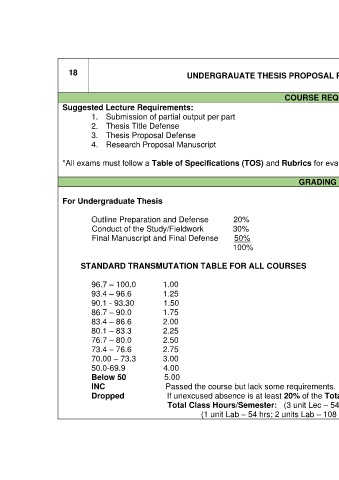 18
UNDERGRAUATE THESIS PROPOSAL
COURSE REQ
Suggested Lecture Requirements:
1. Submission of partial output per part
2. Thesis Title Defense
3. Thesis Proposal Defense
4. Research Proposal Manuscript
*All exams must follow a Table of Specifications (TOS) and Rubrics for eva
GRADING
For Undergraduate Thesis
Outline Preparation and Defense 20%
Conduct of the Study/Fieldwork 30%
Final Manuscript and Final Defense 50%
100%
STANDARD TRANSMUTATION TABLE FOR ALL COURSES
96.7 – 100.0 1.00
93.4 – 96.6 1.25
90.1 - 93.30 1.50
86.7 – 90.0 1.75
83.4 – 86.6 2.00
80.1 – 83.3 2.25
76.7 – 80.0 2.50
73.4 – 76.6 2.75
70.00 – 73.3 3.00
50.0-69.9 4.00
Below 50 5.00
INC Passed the course but lack some requirements.
Dropped If unexcused absence is at least 20% of the Tota
Total Class Hours/Semester: (3 unit Lec – 54
(1 unit Lab – 54 hrs; 2 units Lab – 108